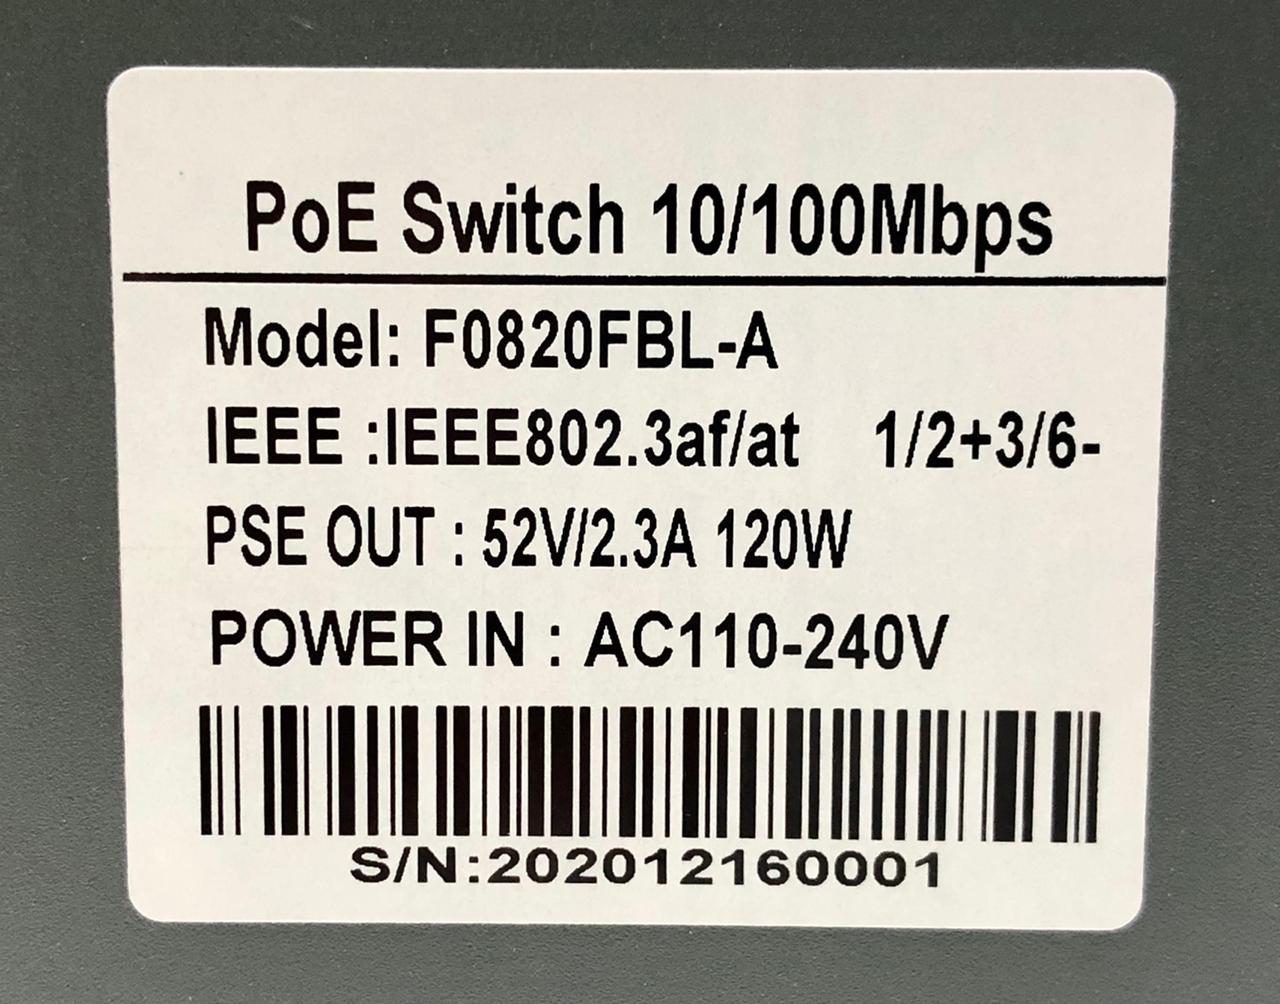 PoE Switch 10/100Mbps
Model: F0820FBL-A
IEEE :IEEE802.3af/at 1/2+3/6-
PSE OUT : 52V/2.3A 120W
POWER IN : AC110-240V
S/N:202012160001